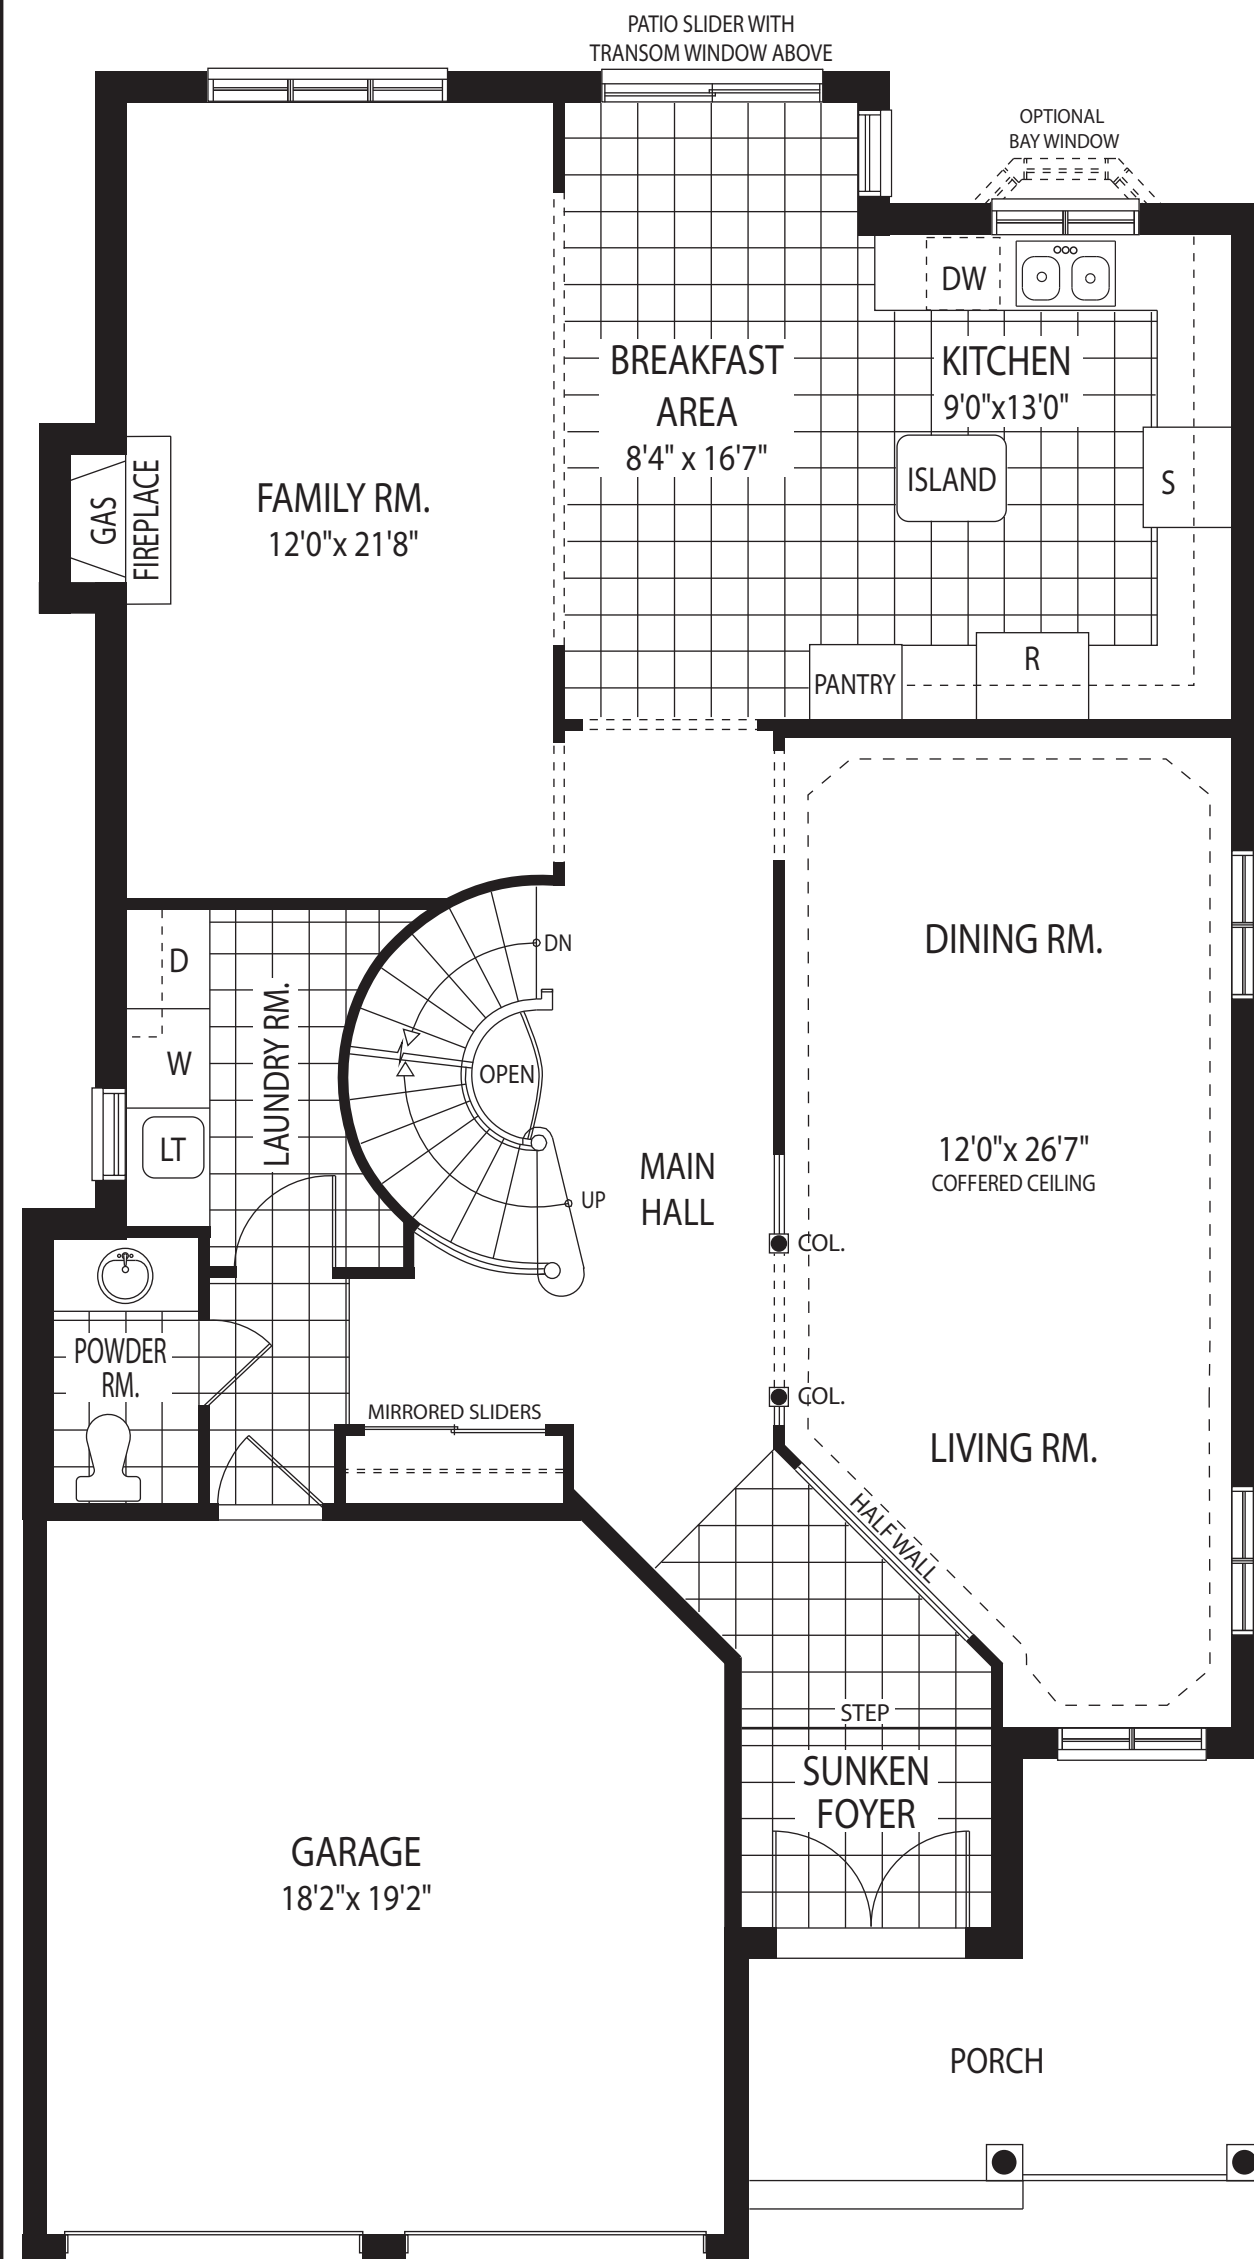 PATIO SLIDER WITH
TRANSOM WINDOW ABOVE
OPTIONAL
BAY WINDOW
DW
BREAKFAST
AREA
8'4" x 16'7"
KITCHEN
9'0"x13'0"
ISLAND
S
FAMILY RM.
12'0"x 21'8"
GAS
FIREPLACE
PANTRY
R
DINING RM.
DN
D
LAUNDRY RM.
W
OPEN
LT
MAIN
HALL
12'0"x 26'7"
COFFERED CEILING
UP
COL.
POWDER
RM.
COL.
MIRRORED SLIDERS
LIVING RM.
HALF WALL
STEP
SUNKEN
FOYER
GARAGE
18'2"x 19'2"
PORCH